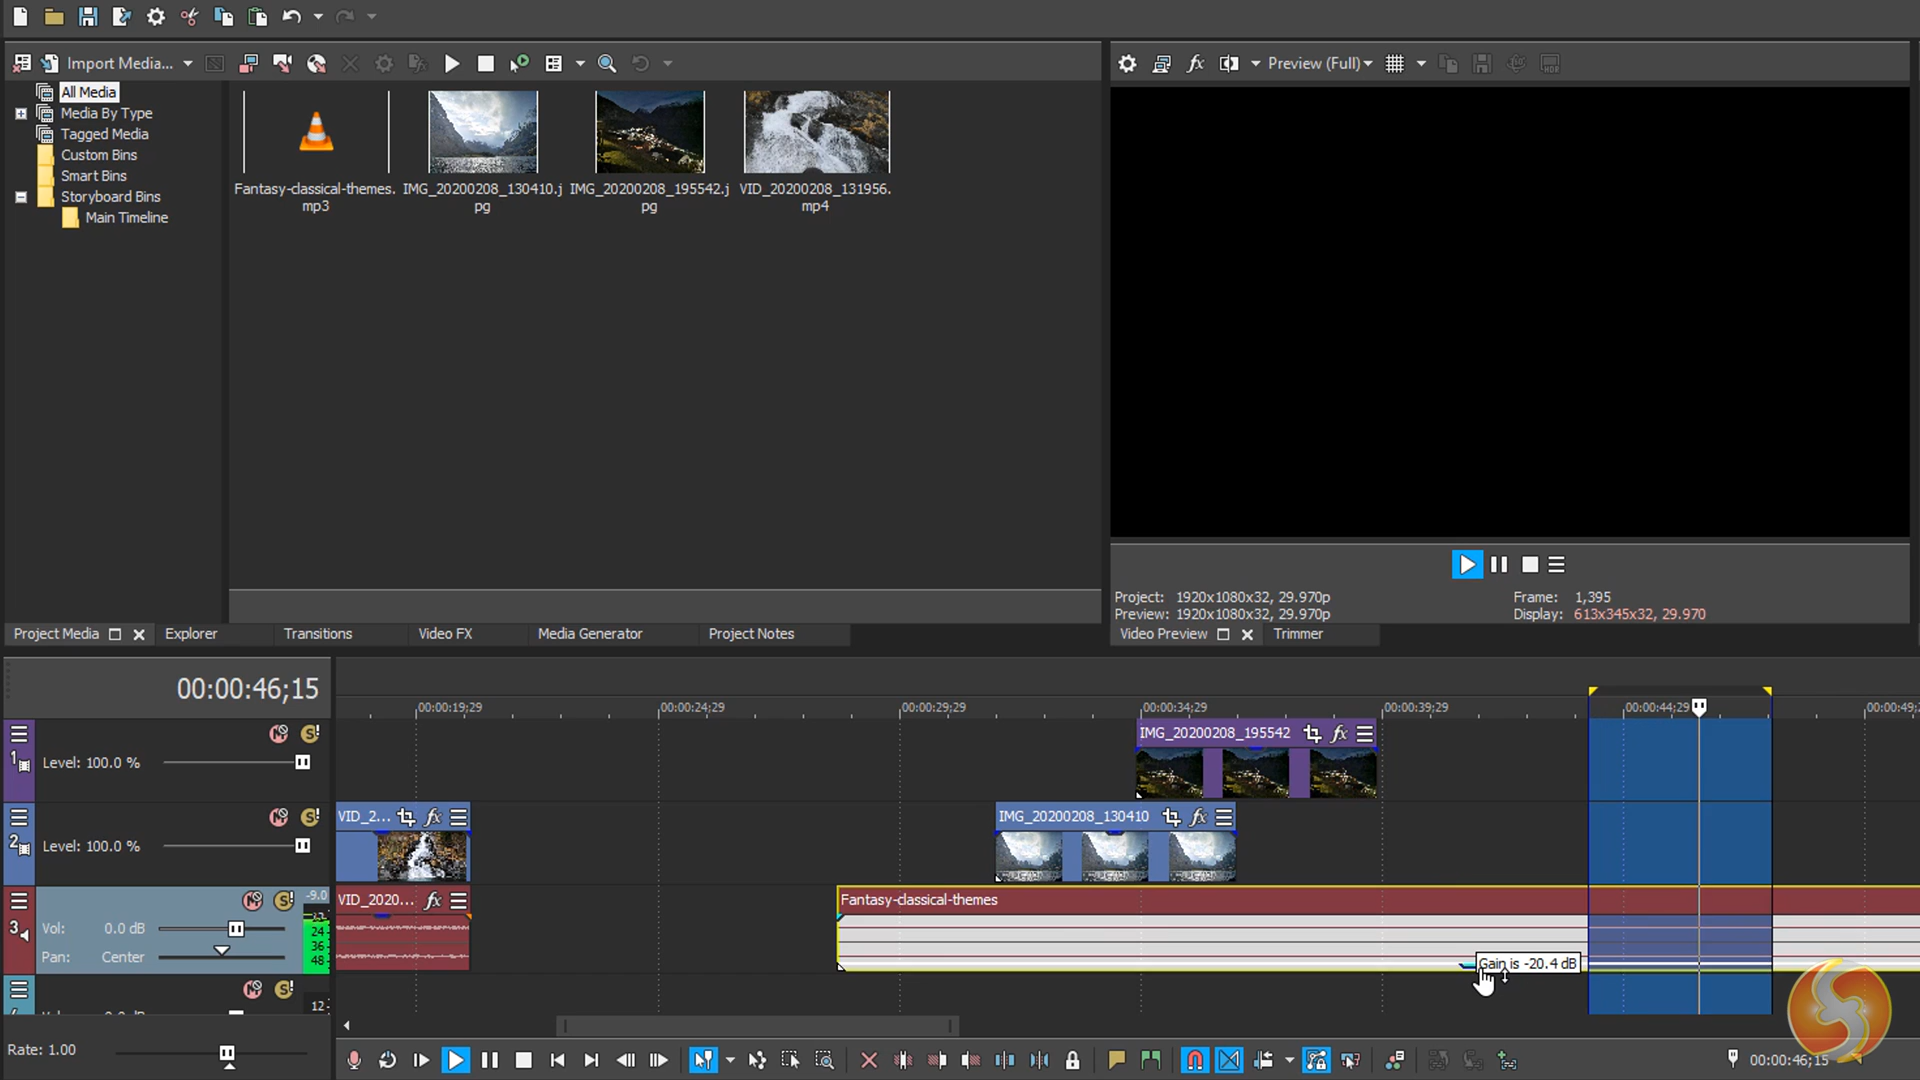 Import Media...
Preview (Full)
All Media
Media By Type
Tagged Media
Custom Bins
Smart Bins
Storyboard Bins
Main Timeline
Fantasy-classical-themes.
mp3
IMG_20200208_130410.j
pg
IMG_20200208_195542.j
pg
VID_20200208_131956.
mp4
Project: 1920x1080x32, 29.970p
Frame: 1,395
Preview: 1920x1080x32, 29.970p
Display: 613x345x32, 29.970
Project Media
Explorer
Transitions
Video FX
Media Generator
Project Notes
Video Preview
Trimmer
00:00:46;15
00:00:19;29
00:00:24;29
00:00:29;29
00:00:34;29
00:00:39;29
00:00:44;29
00:00:49;
1
Level: 100.0 %
IMG_20200208_195542
2
Level: 100.0 %
VID_2...
IMG_20200208_130410
3
Vol: 0.0 dB
Pan: Center
-9.0
24
36
48
VID_2020...
Fantasy-classical-themes
Gain is -20.4 dB
12
Rate: 1.00
00:00:46;15